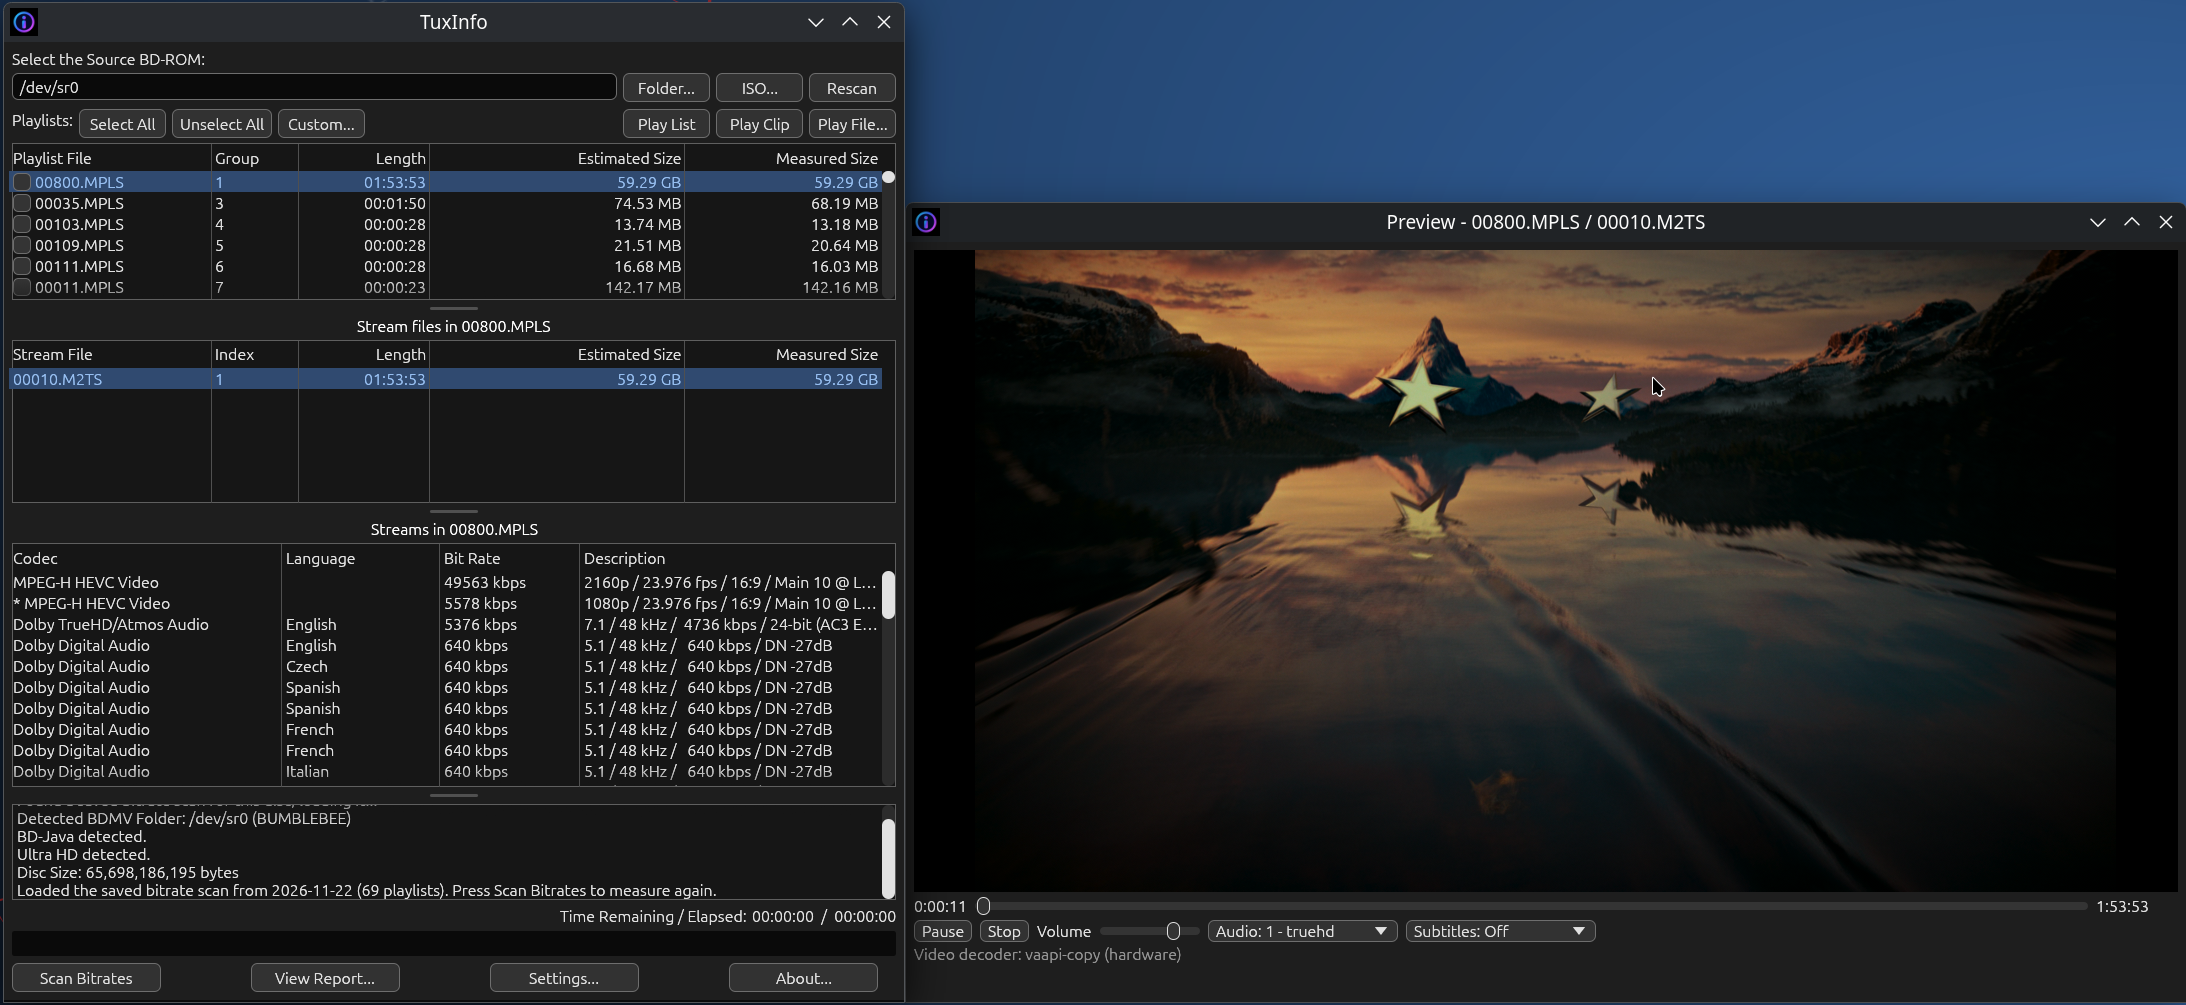 TuxInfo
Select the Source BD-ROM:
/dev/sr0 Folder... ISO... Rescan
Playlists: Select All Unselect All Custom... Play List Play Clip Play File...
Playlist File Group Length Estimated Size Measured Size
00800.MPLS 1 01:53:53 59.29 GB 59.29 GB
00035.MPLS 3 00:01:50 74.53 MB 68.19 MB
00103.MPLS 4 00:00:28 13.74 MB 13.18 MB
00109.MPLS 5 00:00:28 21.51 MB 20.64 MB
00111.MPLS 6 00:00:28 16.68 MB 16.03 MB
00011.MPLS 7 00:00:23 142.17 MB 142.16 MB
Stream files in 00800.MPLS
Stream File Index Length Estimated Size Measured Size
00010.M2TS 1 01:53:53 59.29 GB 59.29 GB
Streams in 00800.MPLS
Codec Language Bit Rate Description
MPEG-H HEVC Video 49563 kbps 2160p / 23.976 fps / 16:9 / Main 10 @ L...
* MPEG-H HEVC Video 5578 kbps 1080p / 23.976 fps / 16:9 / Main 10 @ L...
Dolby TrueHD/Atmos Audio English 5376 kbps 7.1 / 48 kHz / 4736 kbps / 24-bit (AC3 E...
Dolby Digital Audio English 640 kbps 5.1 / 48 kHz / 640 kbps / DN -27dB
Dolby Digital Audio Czech 640 kbps 5.1 / 48 kHz / 640 kbps / DN -27dB
Dolby Digital Audio Spanish 640 kbps 5.1 / 48 kHz / 640 kbps / DN -27dB
Dolby Digital Audio Spanish 640 kbps 5.1 / 48 kHz / 640 kbps / DN -27dB
Dolby Digital Audio French 640 kbps 5.1 / 48 kHz / 640 kbps / DN -27dB
Dolby Digital Audio French 640 kbps 5.1 / 48 kHz / 640 kbps / DN -27dB
Dolby Digital Audio Italian 640 kbps 5.1 / 48 kHz / 640 kbps / DN -27dB
Detected BDMV Folder: /dev/sr0 (BUMBLEBEE)
BD-Java detected.
Ultra HD detected.
Disc Size: 65,698,186,195 bytes
Loaded the saved bitrate scan from 2026-11-22 (69 playlists). Press Scan Bitrates to measure again.
Time Remaining / Elapsed: 00:00:00 / 00:00:00
Scan Bitrates View Report... Settings... About...
Preview - 00800.MPLS / 00010.M2TS
0:00:11 1:53:53
Pause Stop Volume Audio: 1 - truehd Subtitles: Off
Video decoder: vaapi-copy (hardware)